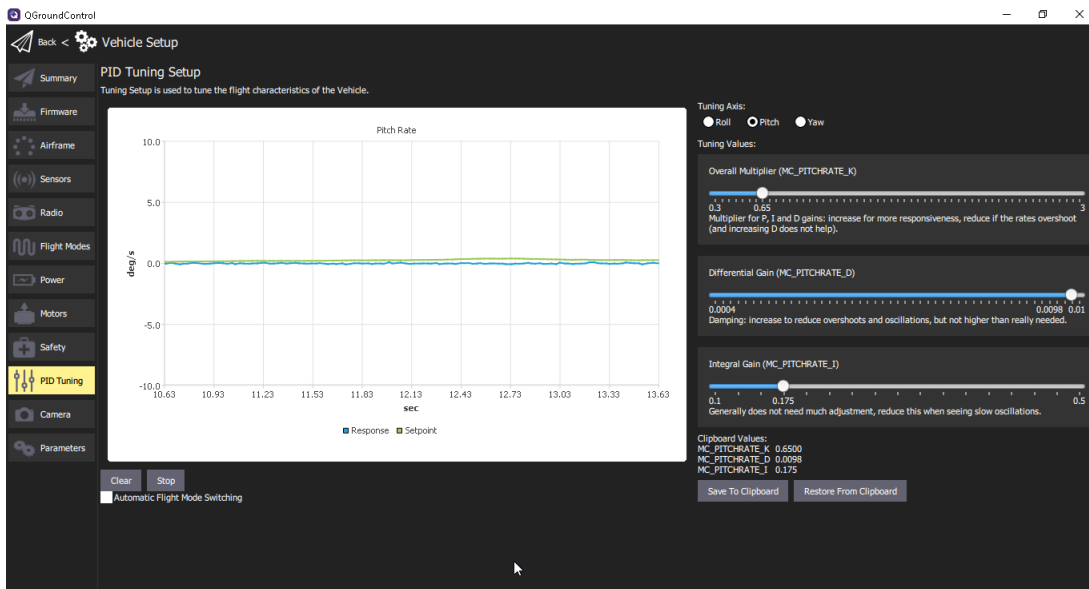 QGroundControl
Back < Vehicle Setup
Summary
Firmware
Airframe
Sensors
Radio
Flight Modes
Power
Motors
Safety
PID Tuning
Camera
Parameters
PID Tuning Setup
Tuning Setup is used to tune the flight characteristics of the Vehicle.
Pitch Rate
10.0
5.0
0.0
-5.0
-10.0
deg/s
10.63 10.93 11.23 11.53 11.83 12.13 12.43 12.73 13.03 13.33 13.63
sec
Response Setpoint
Clear Stop
Automatic Flight Mode Switching
Tuning Axis:
Roll Pitch Yaw
Tuning Values:
Overall Multiplier (MC_PITCHRATE_K)
0.3 0.65 3
Multiplier for P, I and D gains: increase for more responsiveness, reduce if the rates overshoot
(and increasing D does not help).
Differential Gain (MC_PITCHRATE_D)
0.0004 0.0098 0.01
Damping: increase to reduce overshoots and oscillations, but not higher than really needed.
Integral Gain (MC_PITCHRATE_I)
0.1 0.175 0.5
Generally does not need much adjustment, reduce this when seeing slow oscillations.
Clipboard Values:
MC_PITCHRATE_K 0.6500
MC_PITCHRATE_D 0.0098
MC_PITCHRATE_I 0.175
Save To Clipboard Restore From Clipboard